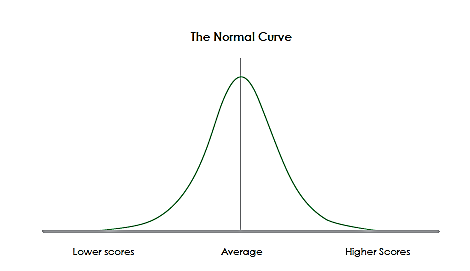 The Normal Curve
Lower scores
Average
Higher Scores